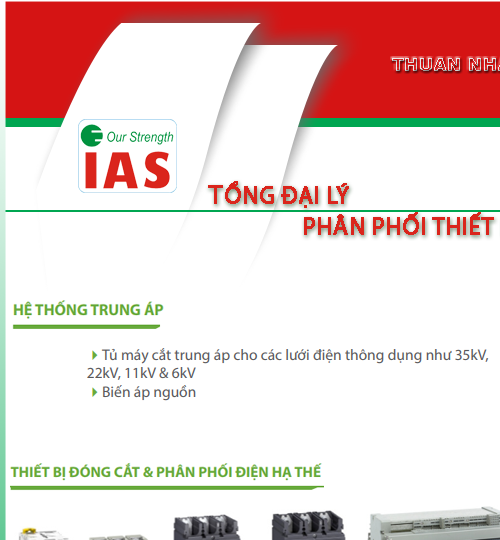 THUAN NHA
Our Strength
IAS
TỔNG ĐẠI LÝ
PHÂN PHỐI THIẾT
HỆ THỐNG TRUNG ÁP
Tủ máy cắt trung áp cho các lưới điện thông dụng như 35kV,
22kV, 11kV & 6kV
Biến áp nguồn
THIẾT BỊ ĐÓNG CẮT & PHÂN PHỐI ĐIỆN HẠ THẾ